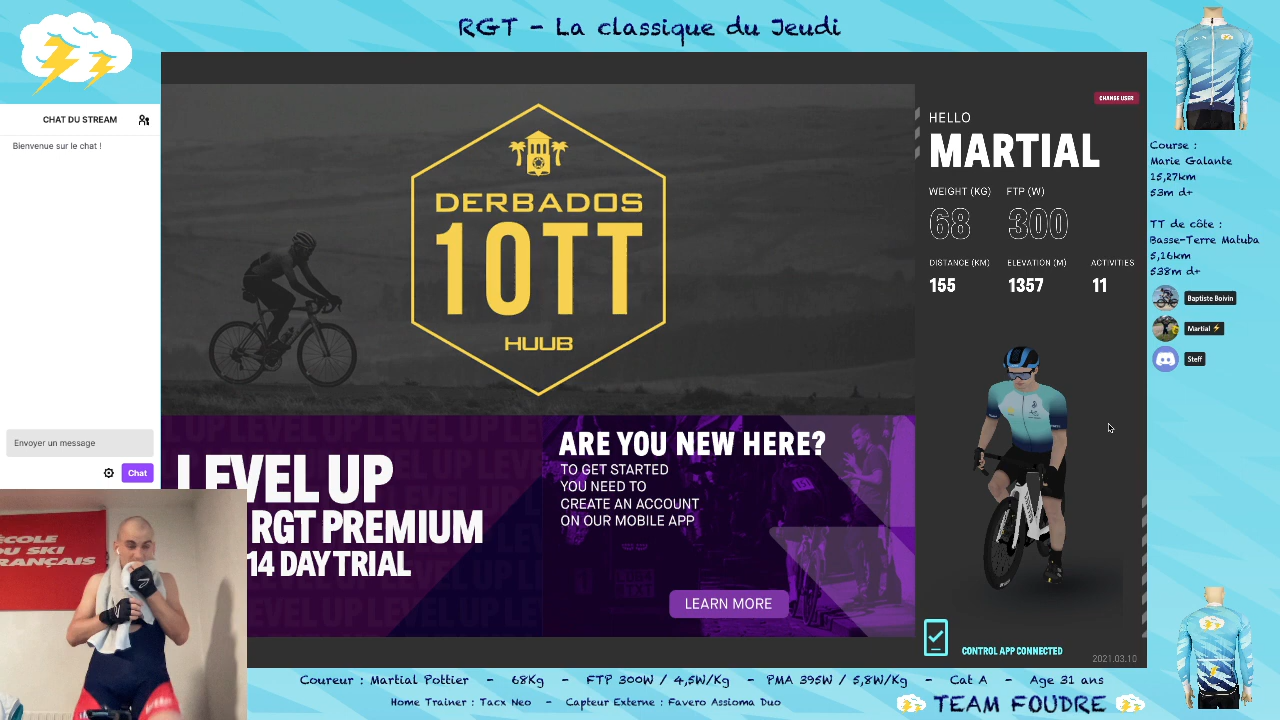 RGT - La classique du Jeudi
CHAT DU STREAM
Bienvenue sur le chat !
Envoyer un message
Chat
ÉCOLE
DU SKI
FRANÇAIS
DERBADOS
10TT
HUUB
LEVEL UP
RGT PREMIUM
14 DAY TRIAL
ARE YOU NEW HERE?
TO GET STARTED
YOU NEED TO
CREATE AN ACCOUNT
ON OUR MOBILE APP
LEARN MORE
CHANGE USER
HELLO
MARTIAL
WEIGHT (KG) FTP (W)
68 300
DISTANCE (KM) ELEVATION (M) ACTIVITIES
155 1357 11
CONTROL APP CONNECTED
2021.03.10
Course :
Marie Galante
15,27km
53m d+
TT de côte :
Basse-Terre Matuba
5,16km
538m d+
Baptiste Boivin
Martial ⚡
Steff
Coureur : Martial Pottier - 68Kg - FTP 300W / 4,5W/Kg - PMA 395W / 5,8W/Kg - Cat A - Age 31 ans
Home Trainer : Tacx Neo - Capteur Externe : Favero Assioma Duo
TEAM FOUDRE